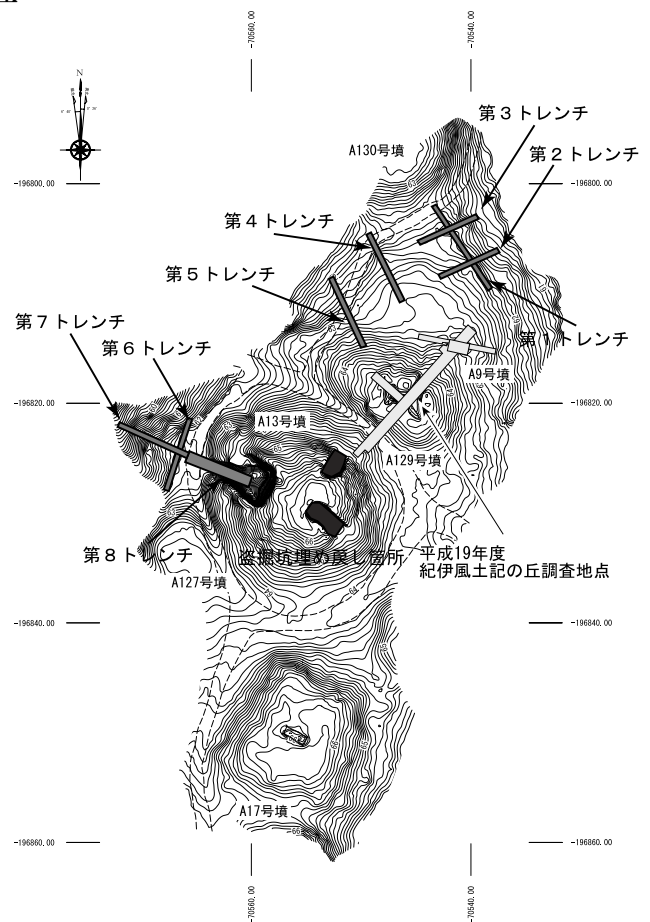 -70560.00
-70540.00
N
第3トレンチ
A130号墳
第2トレンチ
-196800.00
-196800.00
第4トレンチ
第5トレンチ
第7トレンチ
第6トレンチ
第1トレンチ
A9号墳
-196820.00
-196820.00
A13号墳
A129号墳
第8トレンチ
盗掘坑埋め戻し箇所
平成19年度
紀伊風土記の丘調査地点
A127号墳
-196840.00
-196840.00
A17号墳
-196860.00
-196860.00
-70560.00
-70540.00